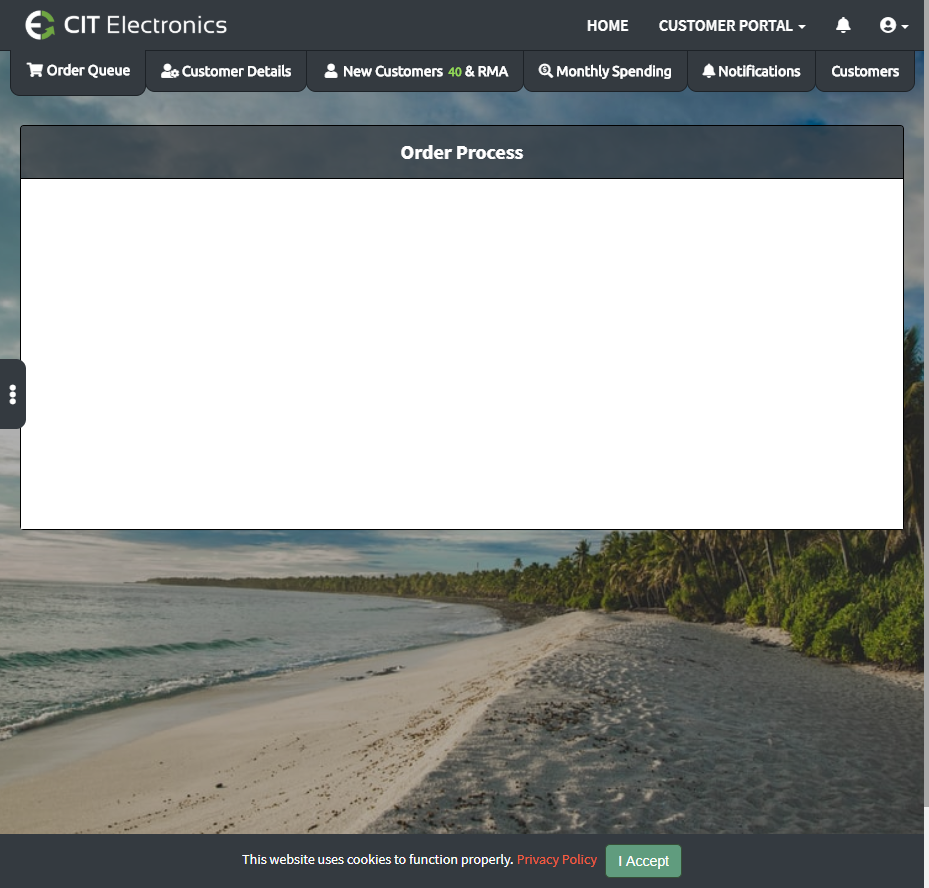 CIT Electronics
HOME
CUSTOMER PORTAL
Order Queue
Customer Details
New Customers 40 & RMA
Monthly Spending
Notifications
Customers
Order Process
This website uses cookies to function properly. Privacy Policy
I Accept